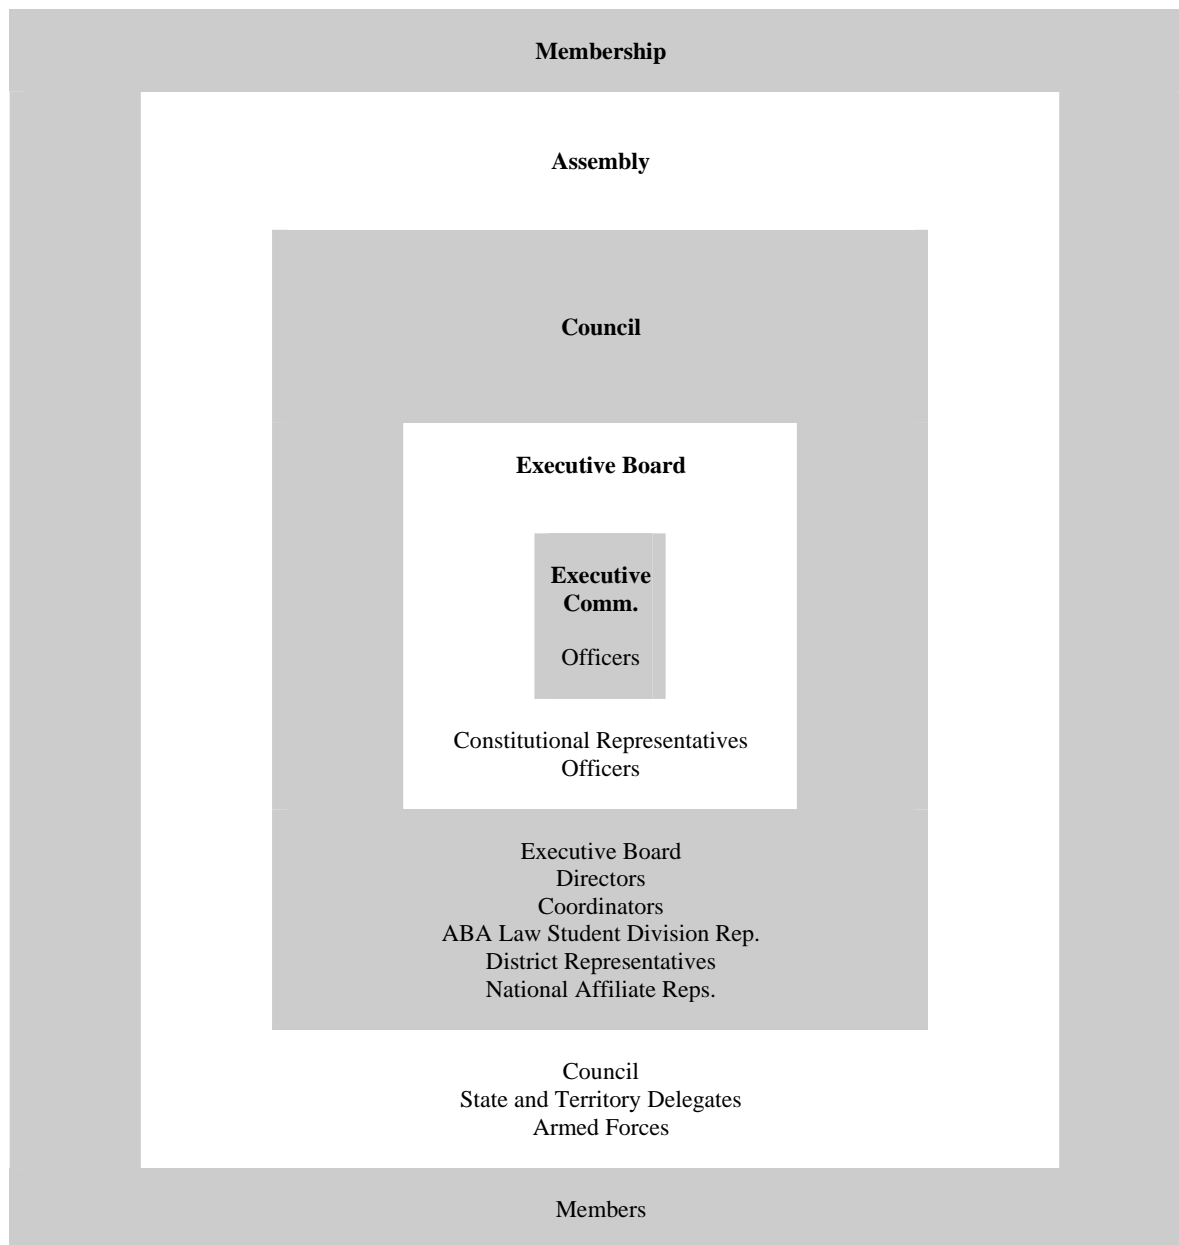 Membership
Assembly
Council
Executive Board
Executive
Comm.
Officers
Constitutional Representatives
Officers
Executive Board
Directors
Coordinators
ABA Law Student Division Rep.
District Representatives
National Affiliate Reps.
Council
State and Territory Delegates
Armed Forces
Members